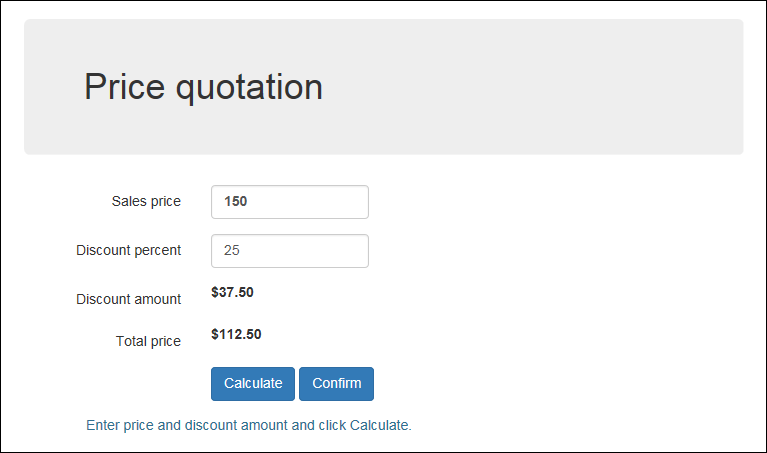 Price quotation
Sales price 150
Discount percent 25
Discount amount $37.50
Total price $112.50
Calculate Confirm
Enter price and discount amount and click Calculate.